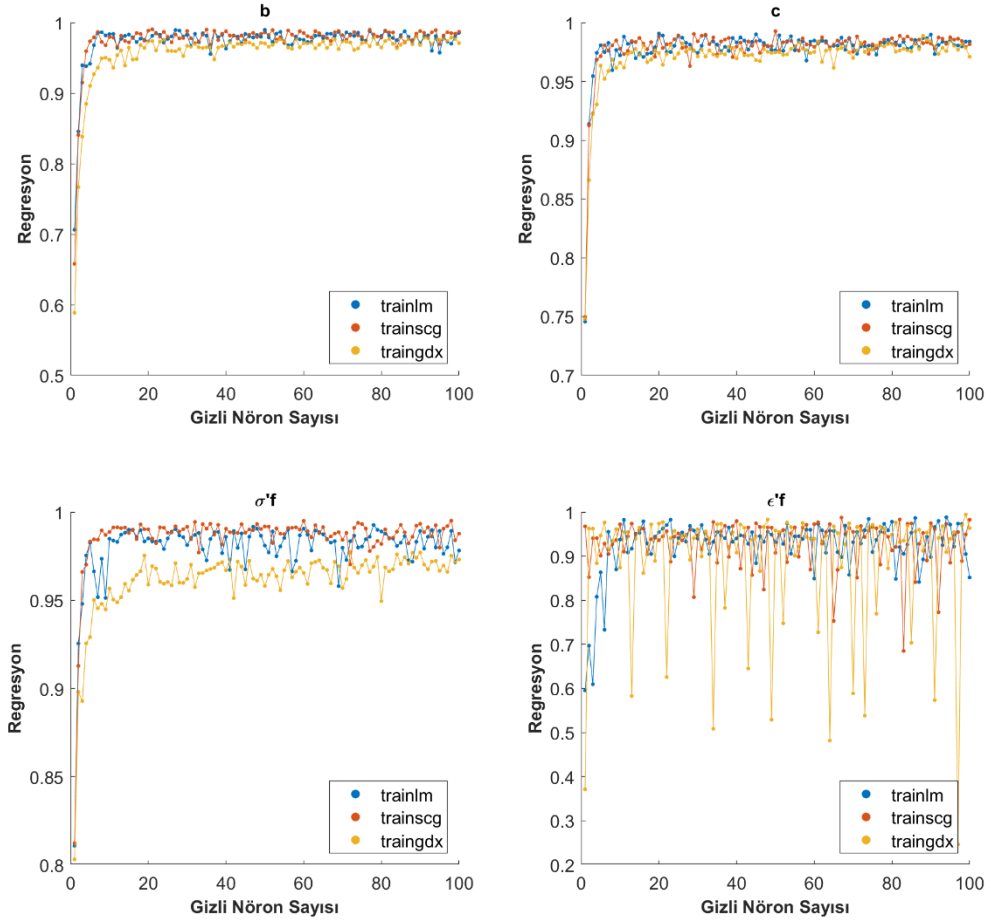 b
1
0.9
0.8
0.7
0.6
0.5
0 20 40 60 80 100
Regresyon
Gizli Nöron Sayısı
trainlm
trainscg
traingdx
c
1
0.95
0.9
0.85
0.8
0.75
0.7
0 20 40 60 80 100
Regresyon
Gizli Nöron Sayısı
trainlm
trainscg
traingdx
σ'f
1
0.95
0.9
0.85
0.8
0 20 40 60 80 100
Regresyon
Gizli Nöron Sayısı
trainlm
trainscg
traingdx
ϵ'f
1
0.9
0.8
0.7
0.6
0.5
0.4
0.3
0.2
0 20 40 60 80 100
Regresyon
Gizli Nöron Sayısı
trainlm
trainscg
traingdx